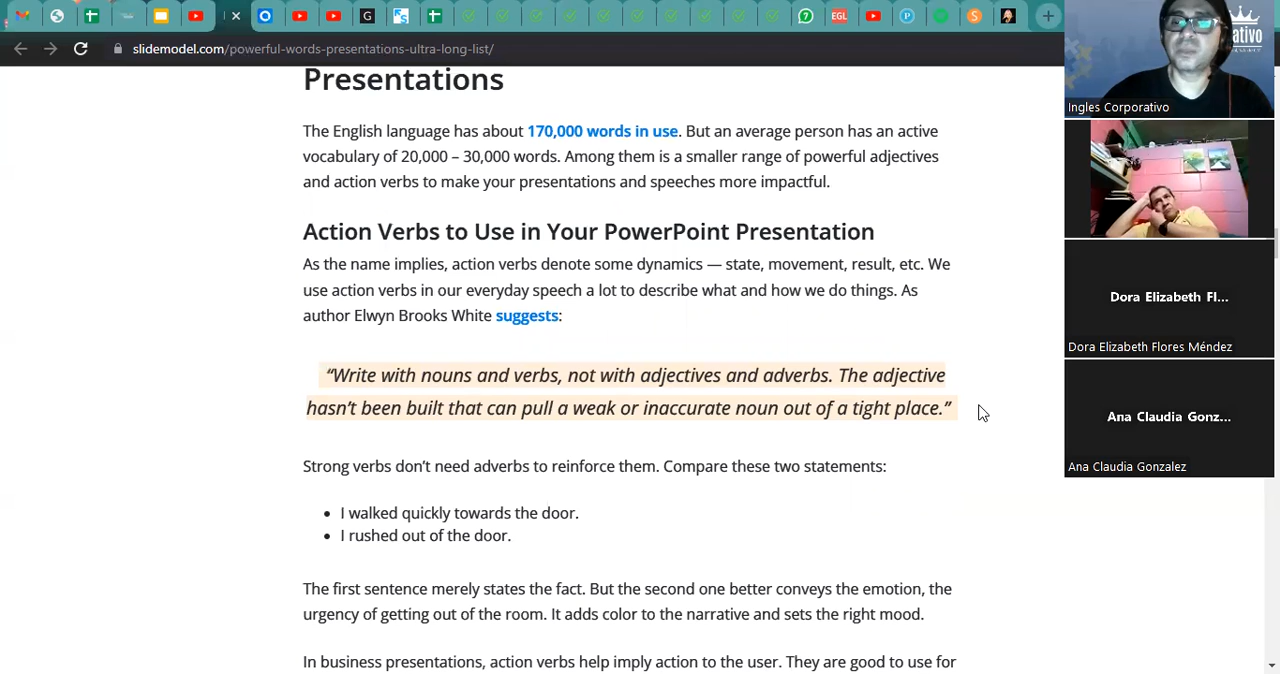 slidemodel.com/powerful-words-presentations-ultra-long-list/
Presentations
The English language has about 170,000 words in use. But an average person has an active
vocabulary of 20,000 – 30,000 words. Among them is a smaller range of powerful adjectives
and action verbs to make your presentations and speeches more impactful.
Action Verbs to Use in Your PowerPoint Presentation
As the name implies, action verbs denote some dynamics — state, movement, result, etc. We
use action verbs in our everyday speech a lot to describe what and how we do things. As
author Elwyn Brooks White suggests:
“Write with nouns and verbs, not with adjectives and adverbs. The adjective
hasn’t been built that can pull a weak or inaccurate noun out of a tight place.”
Strong verbs don’t need adverbs to reinforce them. Compare these two statements:
• I walked quickly towards the door.
• I rushed out of the door.
The first sentence merely states the fact. But the second one better conveys the emotion, the
urgency of getting out of the room. It adds color to the narrative and sets the right mood.
In business presentations, action verbs help imply action to the user. They are good to use for
EGL
ativo
Ingles Corporativo
Dora Elizabeth Fl...
Dora Elizabeth Flores Méndez
Ana Claudia Gonz...
Ana Claudia Gonzalez